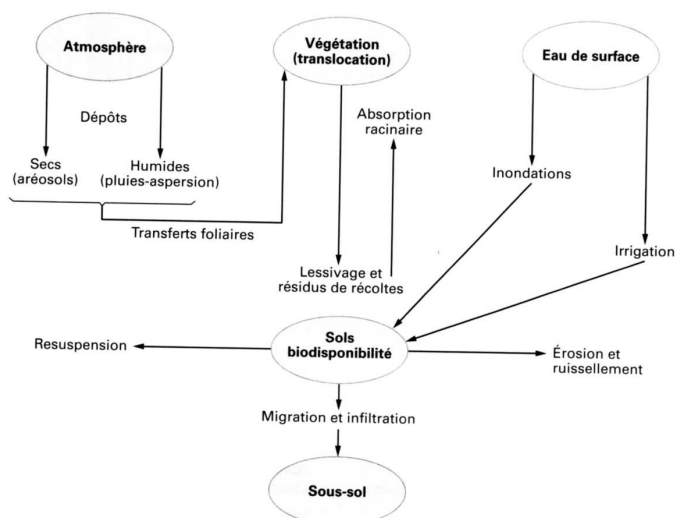 Atmosphère
Végétation
(translocation)
Eau de surface
Dépôts
Absorption
racinaire
Secs
(aréosols)
Humides
(pluies-aspersion)
Inondations
Transferts foliaires
Irrigation
Lessivage et
résidus de récoltes
Resuspension
Sols
biodisponibilité
Érosion et
ruissellement
Migration et infiltration
Sous-sol